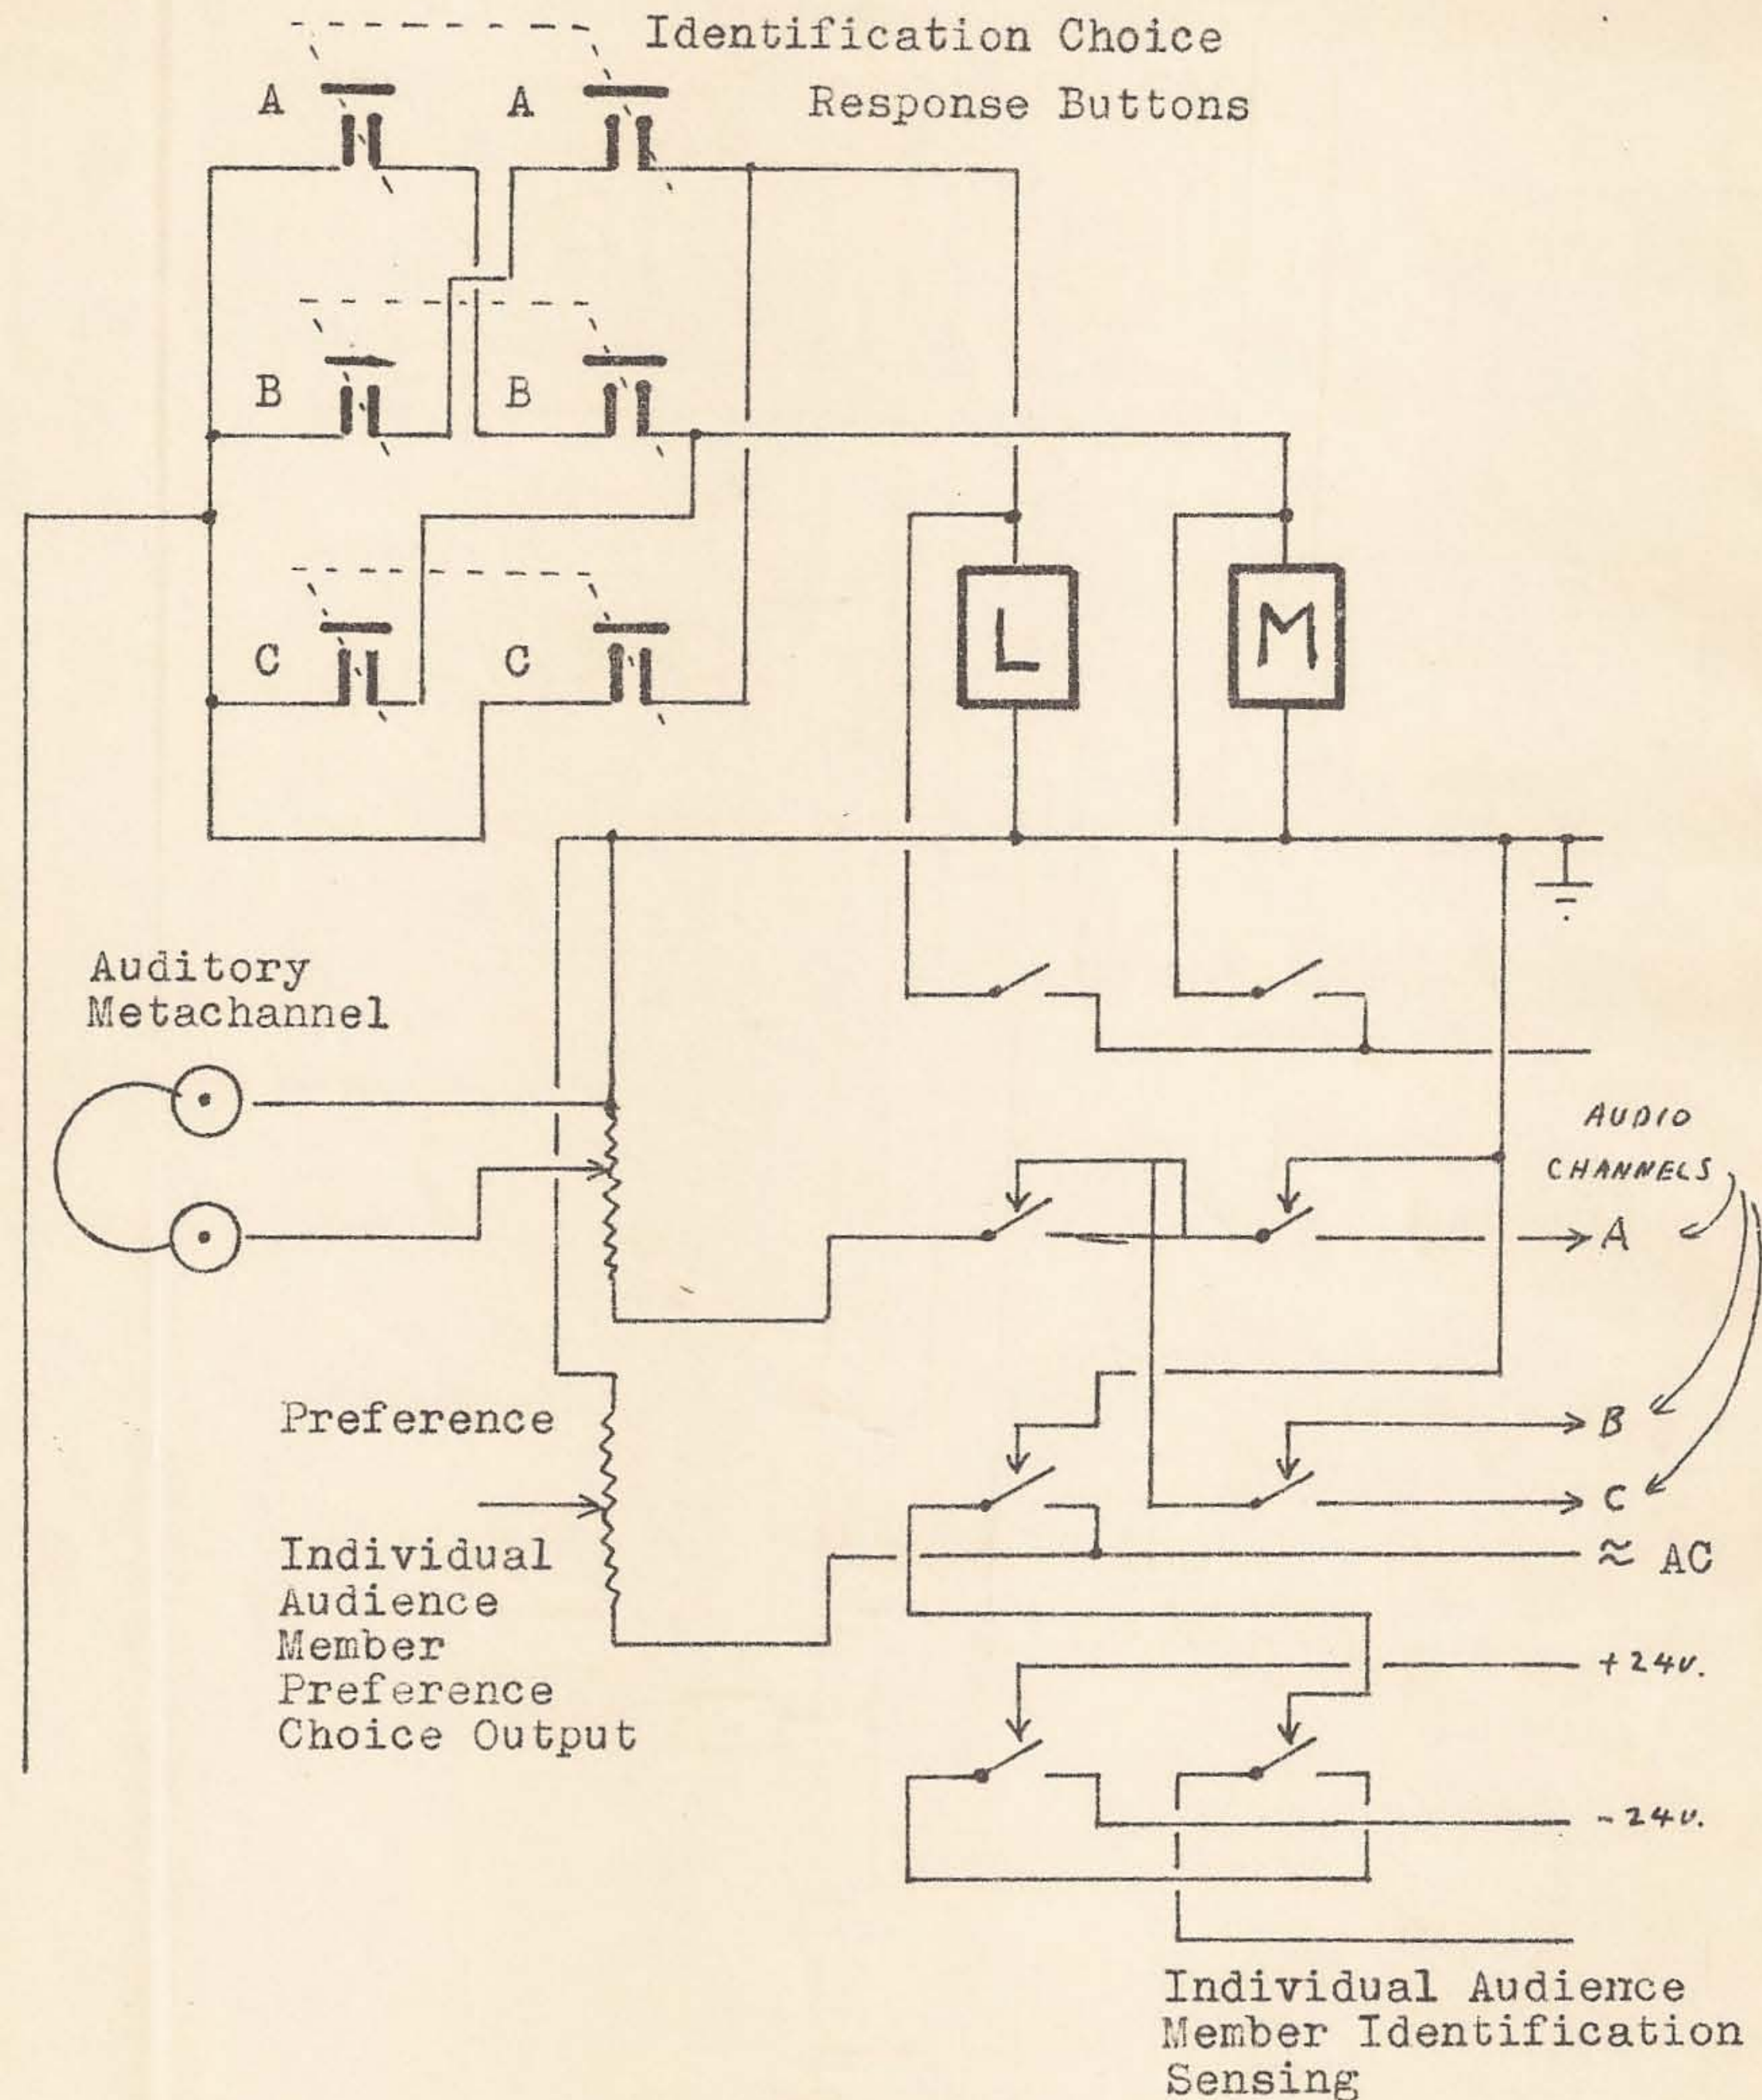 Identification Choice
Response Buttons
A A
B B
C C
L M
Auditory
Metachannel
AUDIO
CHANNELS
A
B
C
≈ AC
Preference
Individual
Audience
Member
Preference
Choice Output
+24v.
-24v.
Individual Audience
Member Identification
Sensing